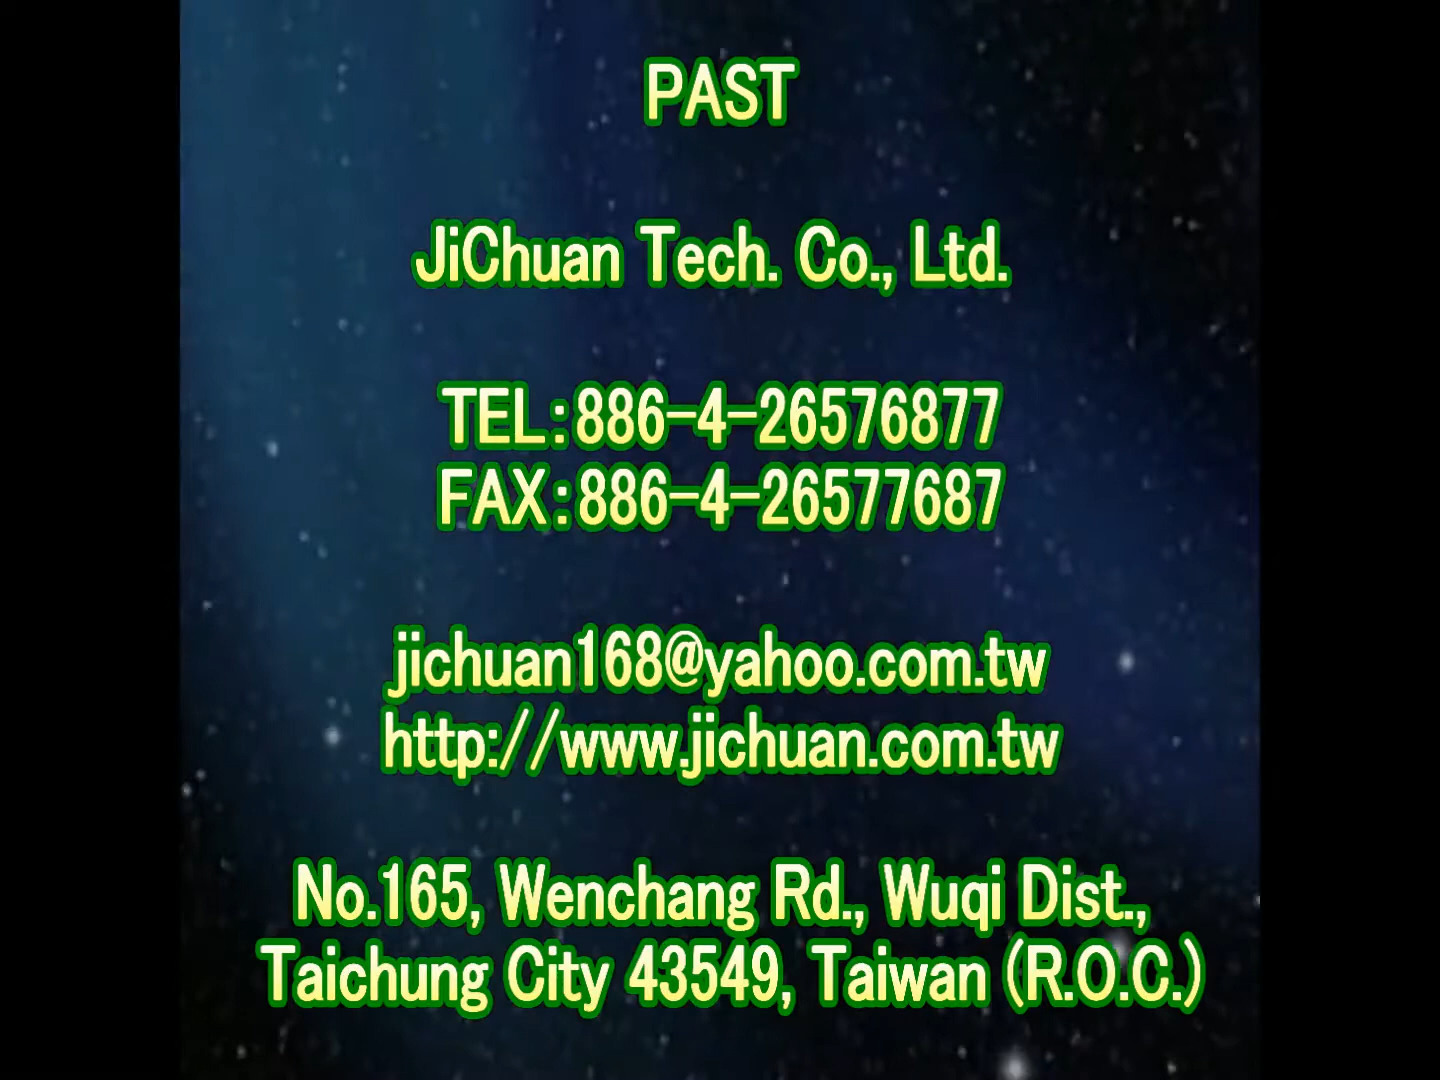 PAST
JiChuan Tech. Co., Ltd.
TEL:886-4-26576877
FAX:886-4-26577687
jichuan168@yahoo.com.tw
http://www.jichuan.com.tw
No.165, Wenchang Rd., Wuqi Dist.,
Taichung City 43549, Taiwan (R.O.C.)